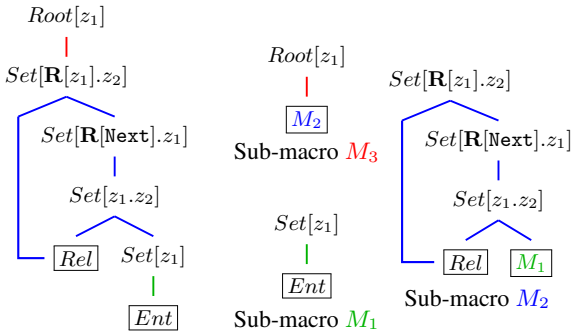 Root[z₁]
Set[R[z₁].z₂]
Set[R[Next].z₁]
Set[z₁.z₂]
Rel
Set[z₁]
Ent
Root[z₁]
M₂
Sub-macro M₃
Set[z₁]
Ent
Sub-macro M₁
Set[R[z₁].z₂]
Set[R[Next].z₁]
Set[z₁.z₂]
Rel
M₁
Sub-macro M₂